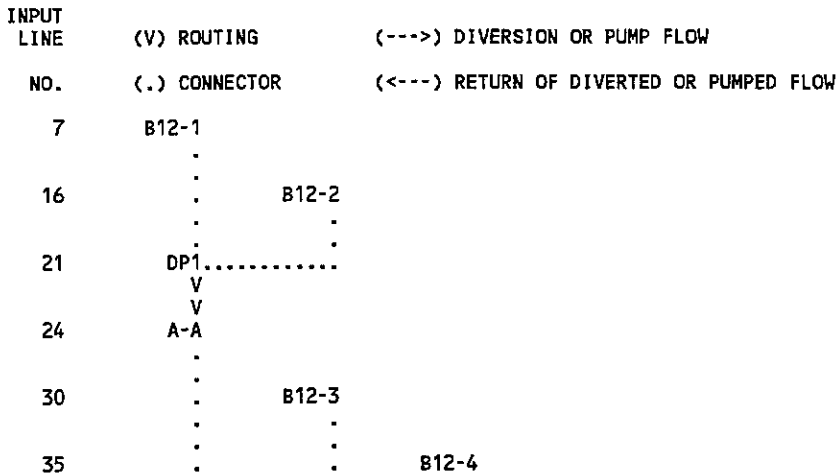 INPUT
LINE (V) ROUTING (--->) DIVERSION OR PUMP FLOW
NO. (.) CONNECTOR (<---) RETURN OF DIVERTED OR PUMPED FLOW
7 B12-1
.
.
16 . B12-2
. .
. .
21 DP1............
V
V
24 A-A
.
.
30 . B12-3
. .
. .
35 . . B12-4